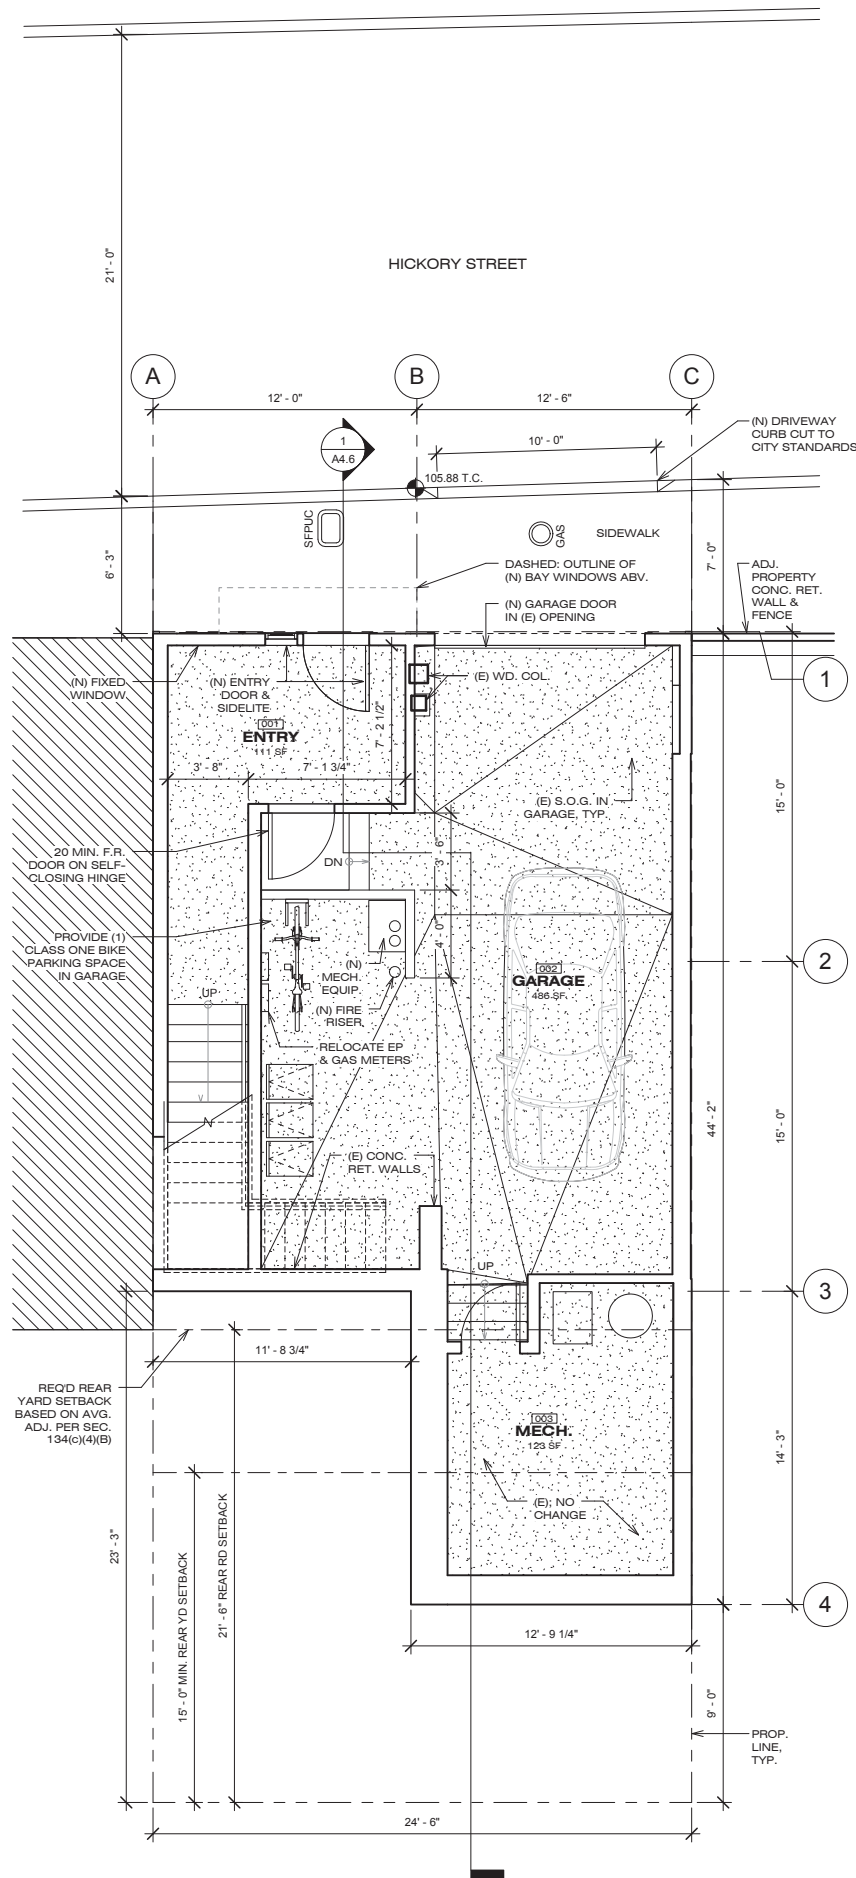 21' - 0"
HICKORY STREET
A
B
C
12' - 0"
12' - 6"
1
A4.6
10' - 0"
(N) DRIVEWAY
CURB CUT TO
CITY STANDARDS
105.88 T.C.
SFPUC
GAS
SIDEWALK
6' - 3"
7' - 0"
DASHED: OUTLINE OF
(N) BAY WINDOWS ABV.
ADJ.
PROPERTY
CONC. RET.
WALL &
FENCE
(N) GARAGE DOOR
IN (E) OPENING
(N) FIXED
WINDOW
(N) ENTRY
DOOR &
SIDELITE
(E) WD. COL.
1
001
ENTRY
111 SF
7' - 2 1/2"
3' - 8"
7' - 1 3/4"
(E) S.O.G. IN
GARAGE, TYP.
15' - 0"
20 MIN. F.R.
DOOR ON SELF-
CLOSING HINGE
DN
3' - 6"
PROVIDE (1)
CLASS ONE BIKE
PARKING SPACE
IN GARAGE
4' - 0"
(N)
MECH.
EQUIP.
002
GARAGE
486 SF
2
UP
(N) FIRE
RISER
RELOCATE EP
& GAS METERS
44' - 2"
15' - 0"
(E) CONC.
RET. WALLS
UP
3
11' - 8 3/4"
REQ'D REAR
YARD SETBACK
BASED ON AVG.
ADJ. PER SEC.
134(c)(4)(B)
003
MECH.
123 SF
14' - 3"
(E); NO
CHANGE
23' - 3"
15' - 0" MIN. REAR YD SETBACK
21' - 6" REAR RD SETBACK
4
12' - 9 1/4"
9' - 0"
PROP.
LINE,
TYP.
24' - 6"